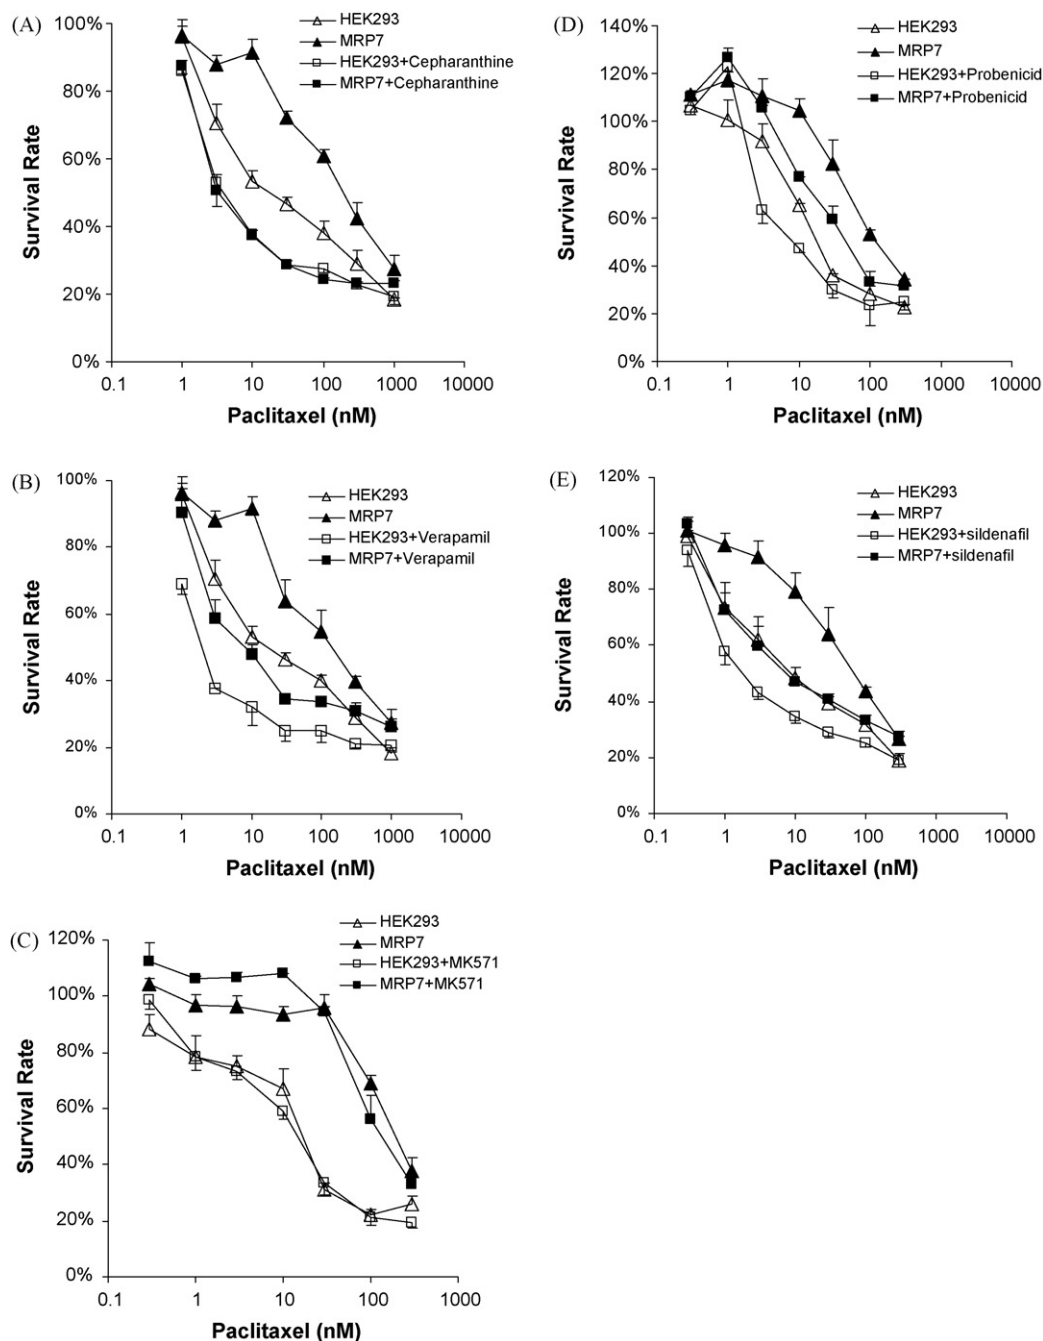 (A)
HEK293
MRP7
HEK293+Cepharanthine
MRP7+Cepharanthine
100%
80%
60%
40%
20%
0%
Survival Rate
0.1 1 10 100 1000 10000
Paclitaxel (nM)
(B)
HEK293
MRP7
HEK293+Verapamil
MRP7+Verapamil
100%
80%
60%
40%
20%
0%
Survival Rate
0.1 1 10 100 1000 10000
Paclitaxel (nM)
(C)
HEK293
MRP7
HEK293+MK571
MRP7+MK571
120%
100%
80%
60%
40%
20%
0%
Survival Rate
0.1 1 10 100 1000
Paclitaxel (nM)
(D)
HEK293
MRP7
HEK293+Probenicid
MRP7+Probenicid
140%
120%
100%
80%
60%
40%
20%
0%
Survival Rate
0.1 1 10 100 1000 10000
Paclitaxel (nM)
(E)
HEK293
MRP7
HEK293+sildenafil
MRP7+sildenafil
120%
100%
80%
60%
40%
20%
0%
Survival Rate
0.1 1 10 100 1000 10000
Paclitaxel (nM)